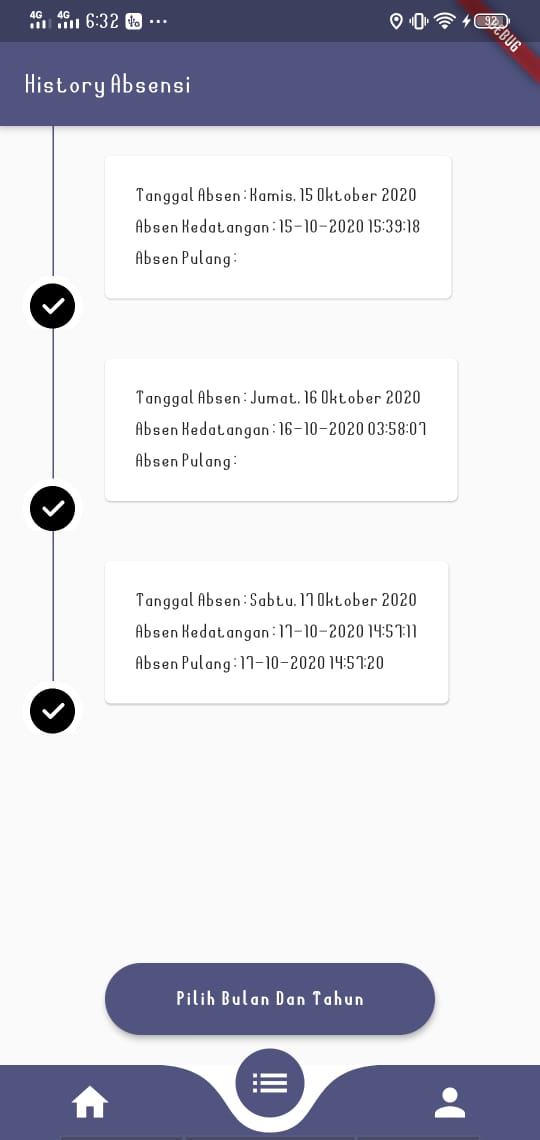 4G 4G 6:32 ...
92
DEBUG
History Absensi
Tanggal Absen : Kamis, 15 Oktober 2020
Absen Kedatangan : 15-10-2020 15:39:18
Absen Pulang :
Tanggal Absen : Jumat, 16 Oktober 2020
Absen Kedatangan : 16-10-2020 03:58:07
Absen Pulang :
Tanggal Absen : Sabtu, 17 Oktober 2020
Absen Kedatangan : 17-10-2020 14:57:11
Absen Pulang : 17-10-2020 14:57:20
Pilih Bulan Dan Tahun